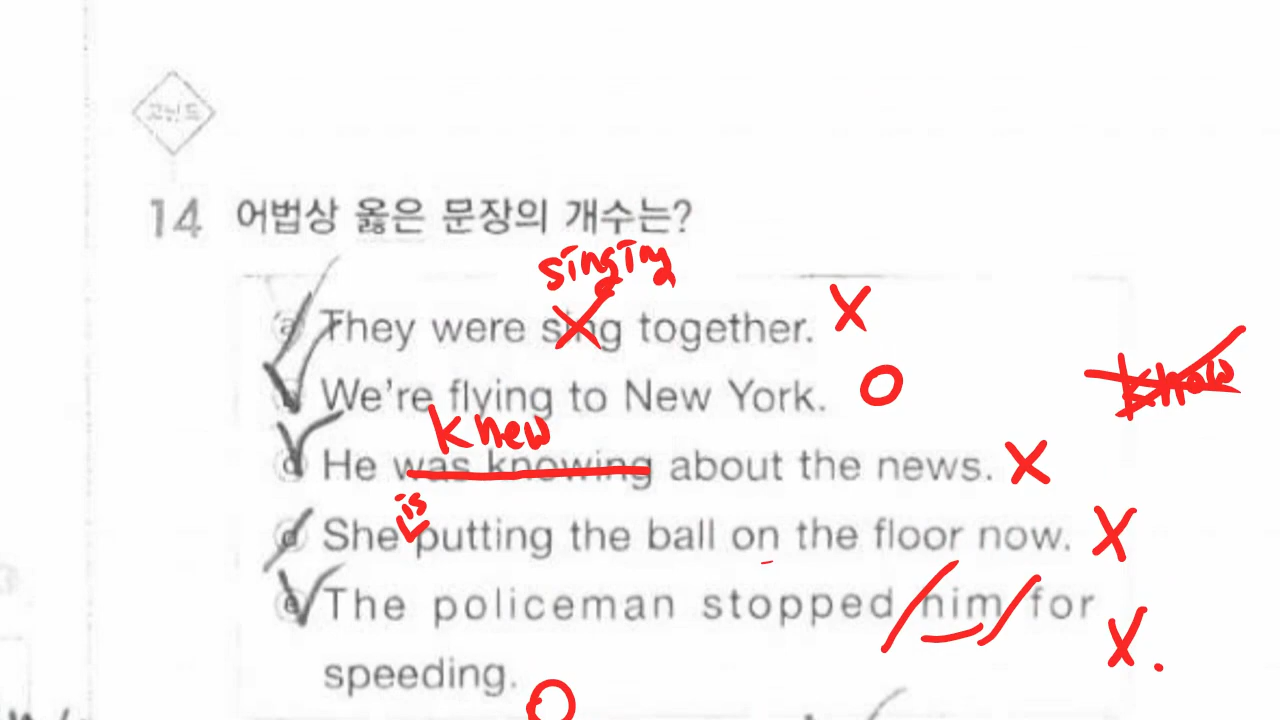 고난도
14 어법상 옳은 문장의 개수는?
singing
ⓐ They were sing together. X
ⓑ We're flying to New York. O
know
knew
ⓒ He was knowing about the news. X
is
ⓓ She putting the ball on the floor now. X
ⓔ The policeman stopped him for X.
speeding. O